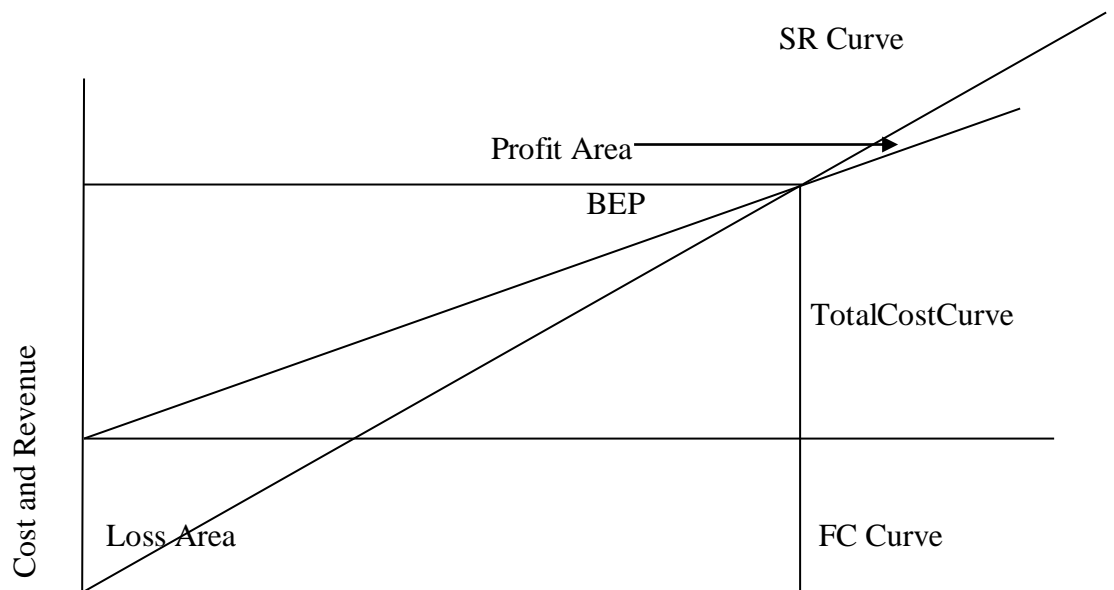 SR Curve
Profit Area
BEP
TotalCostCurve
Cost and Revenue
Loss Area
FC Curve